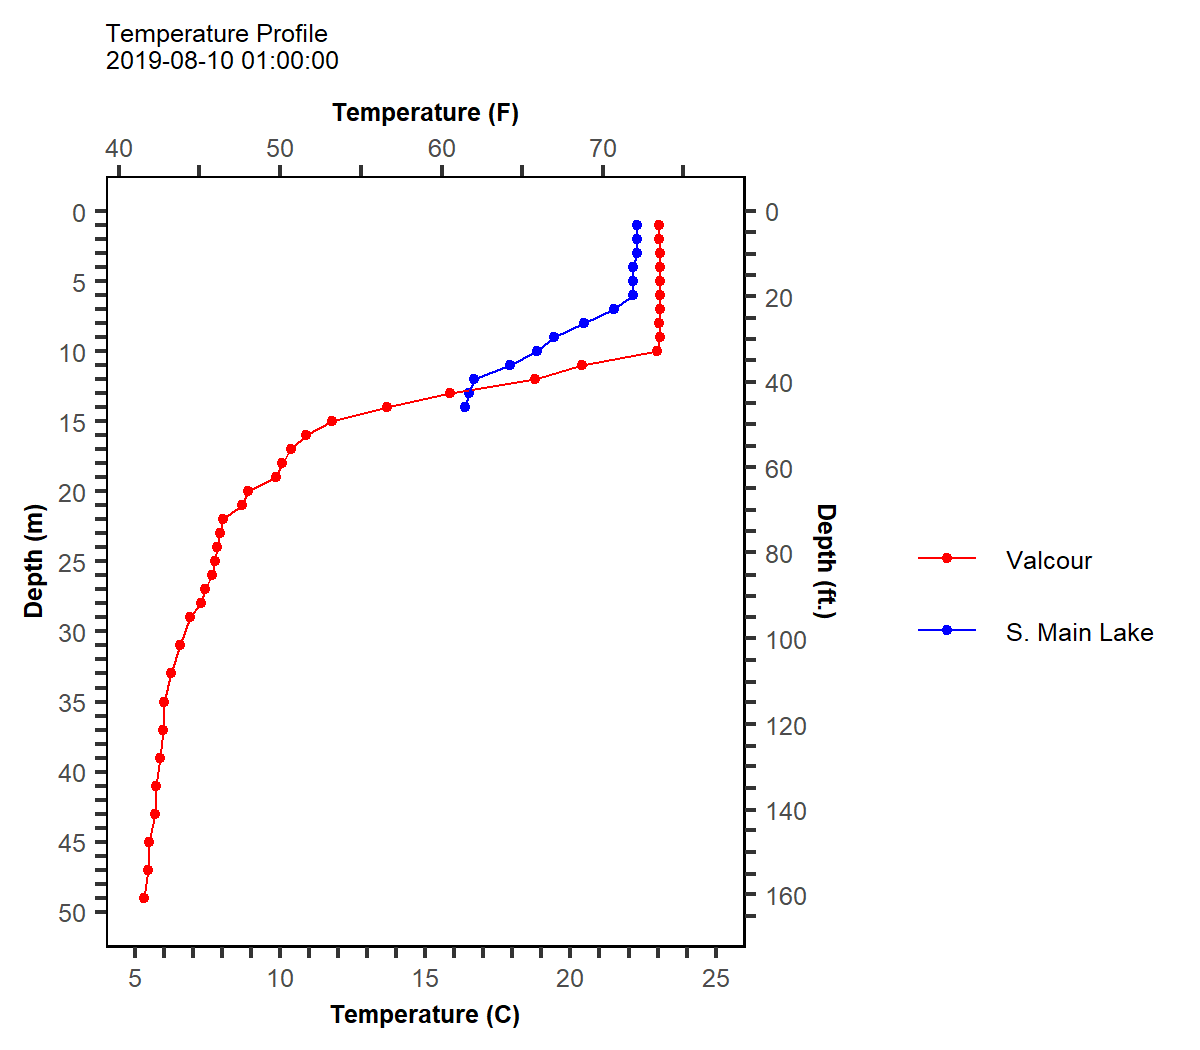 Temperature Profile
2019-08-10 01:00:00
Temperature (F)
40 50 60 70
0
5
10
15
20
25
30
35
40
45
50
Depth (m)
0
20
40
60
80
100
120
140
160
Depth (ft.)
Valcour
S. Main Lake
5 10 15 20 25
Temperature (C)